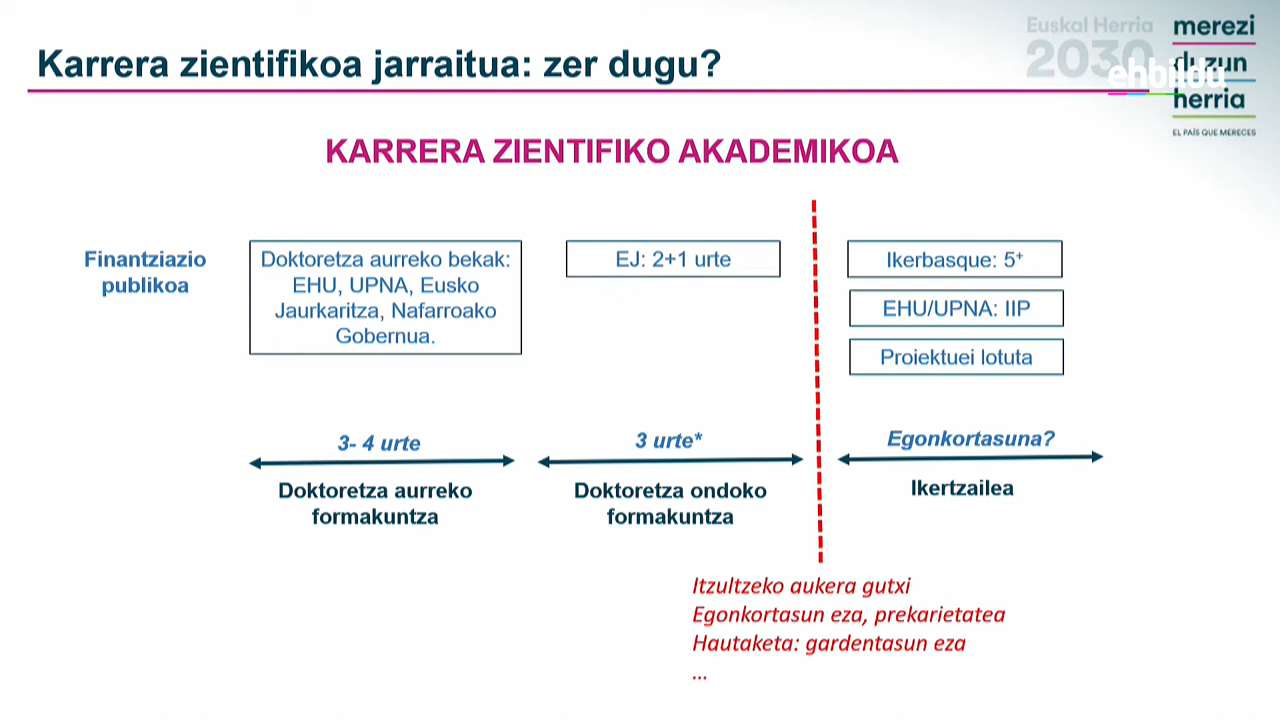 Karrera zientifikoa jarraitua: zer dugu?
Euskal Herria
2030
merezi
duzun
herria
EL PAÍS QUE MERECES
ehbildu
KARRERA ZIENTIFIKO AKADEMIKOA
Finantziazio
publikoa
Doktoretza aurreko bekak:
EHU, UPNA, Eusko
Jaurkaritza, Nafarroako
Gobernua.
EJ: 2+1 urte
Ikerbasque: 5⁺
EHU/UPNA: IIP
Proiektuei lotuta
3- 4 urte
Doktoretza aurreko
formakuntza
3 urte*
Doktoretza ondoko
formakuntza
Egonkortasuna?
Ikertzailea
Itzultzeko aukera gutxi
Egonkortasun eza, prekarietatea
Hautaketa: gardentasun eza
...